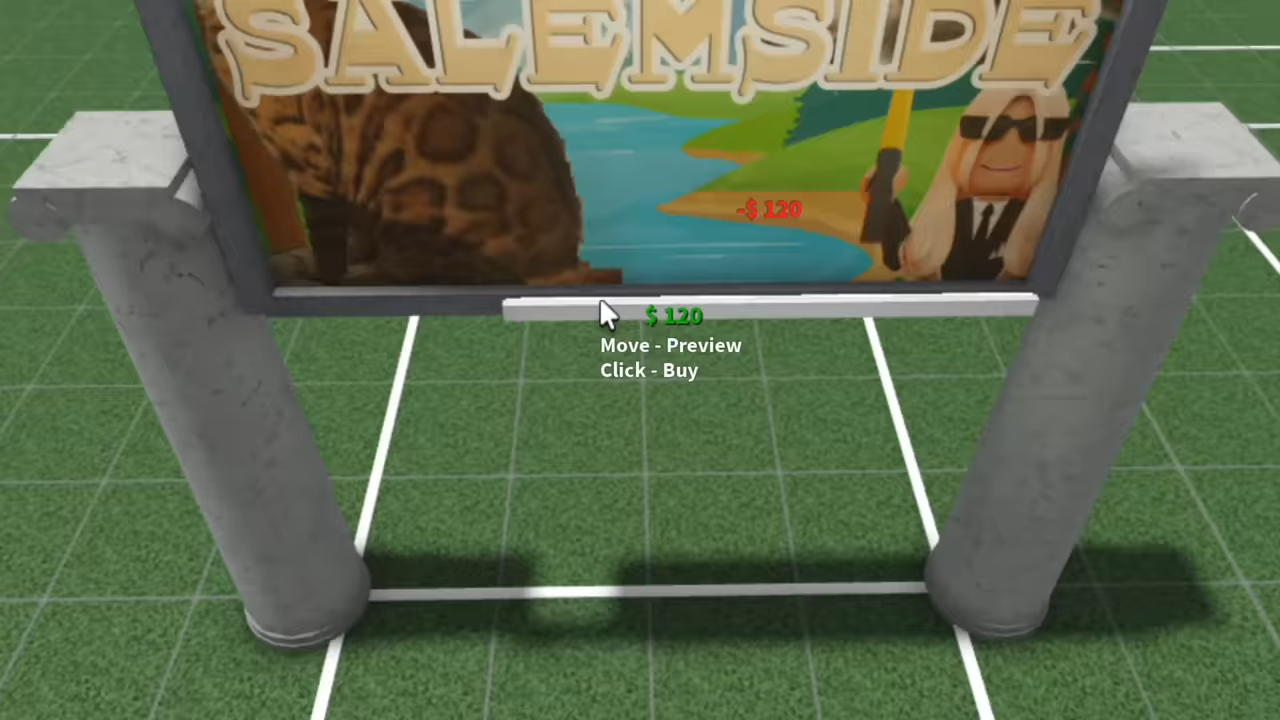 SALEMSIDE
-$ 120
$ 120
Move - Preview
Click - Buy